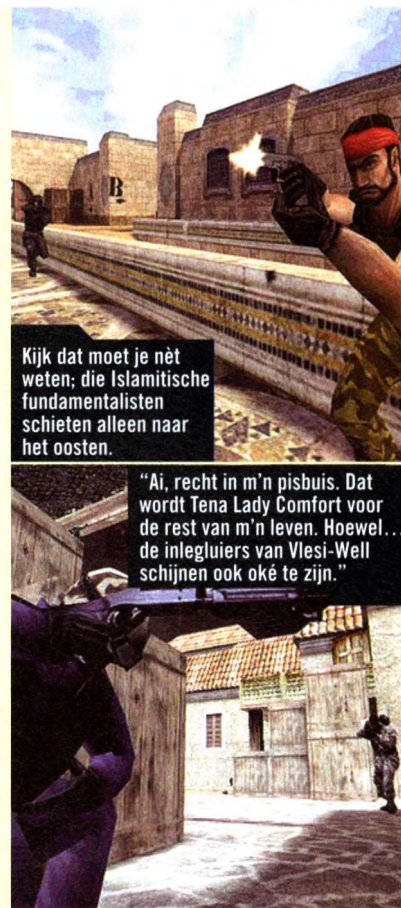 B
Kijk dat moet je nèt
weten; die Islamitische
fundamentalisten
schieten alleen naar
het oosten.
“Ai, recht in m’n pisbuis. Dat
wordt Tena Lady Comfort voor
de rest van m’n leven. Hoewel...
de inlegluiers van Vlesi-Well
schijnen ook oké te zijn.”